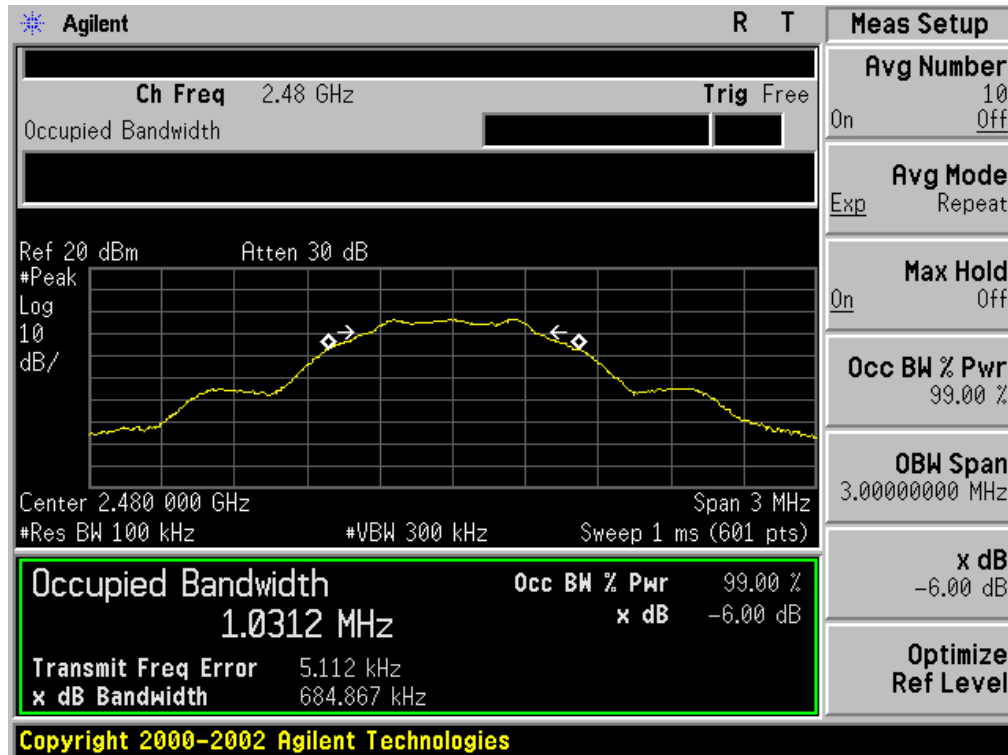 Agilent R T
Ch Freq 2.48 GHz Trig Free
Occupied Bandwidth
Ref 20 dBm Atten 30 dB
#Peak
Log
10
dB/
Center 2.480 000 GHz Span 3 MHz
#Res BW 100 kHz #VBW 300 kHz Sweep 1 ms (601 pts)
Occupied Bandwidth Occ BW % Pwr 99.00 %
1.0312 MHz x dB -6.00 dB
Transmit Freq Error 5.112 kHz
x dB Bandwidth 684.867 kHz
Copyright 2000-2002 Agilent Technologies
Meas Setup
Avg Number
10
On Off
Avg Mode
Exp Repeat
Max Hold
On Off
Occ BW % Pwr
99.00 %
OBW Span
3.00000000 MHz
x dB
-6.00 dB
Optimize
Ref Level